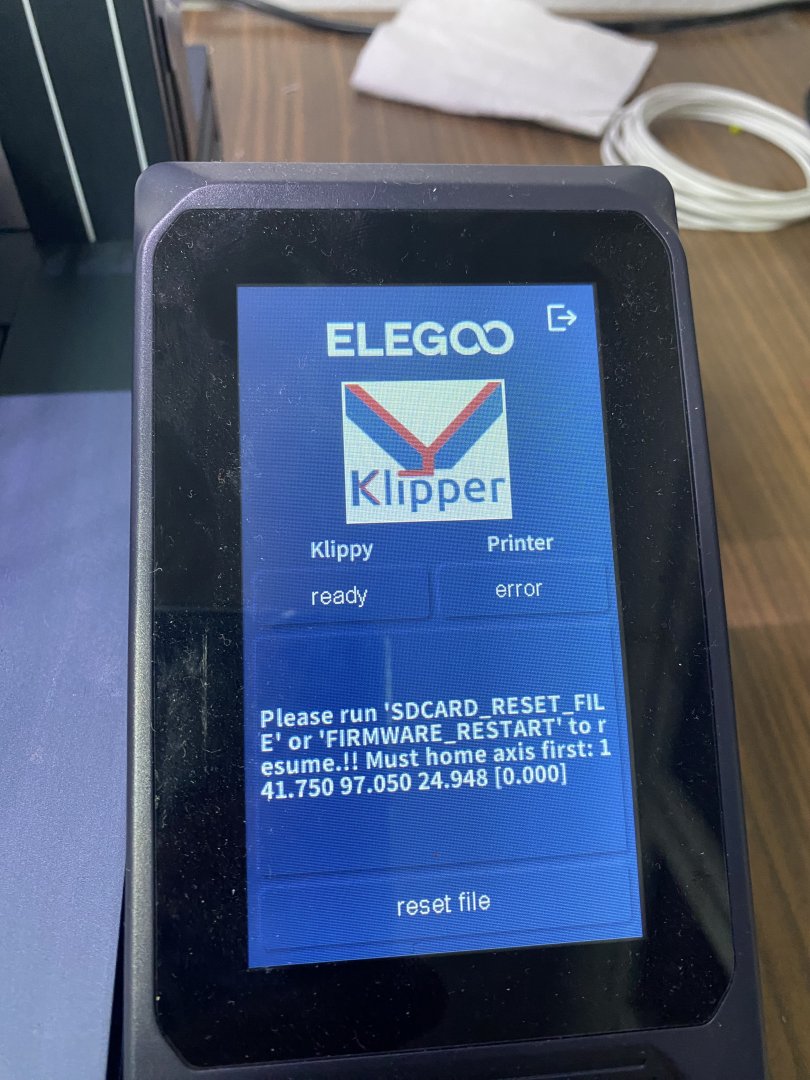 ELEGOO
Klipper
Klippy
Printer
ready
error
Please run 'SDCARD_RESET_FIL
E' or 'FIRMWARE_RESTART' to r
esume.!! Must home axis first: 1
41.750 97.050 24.948 [0.000]
reset file